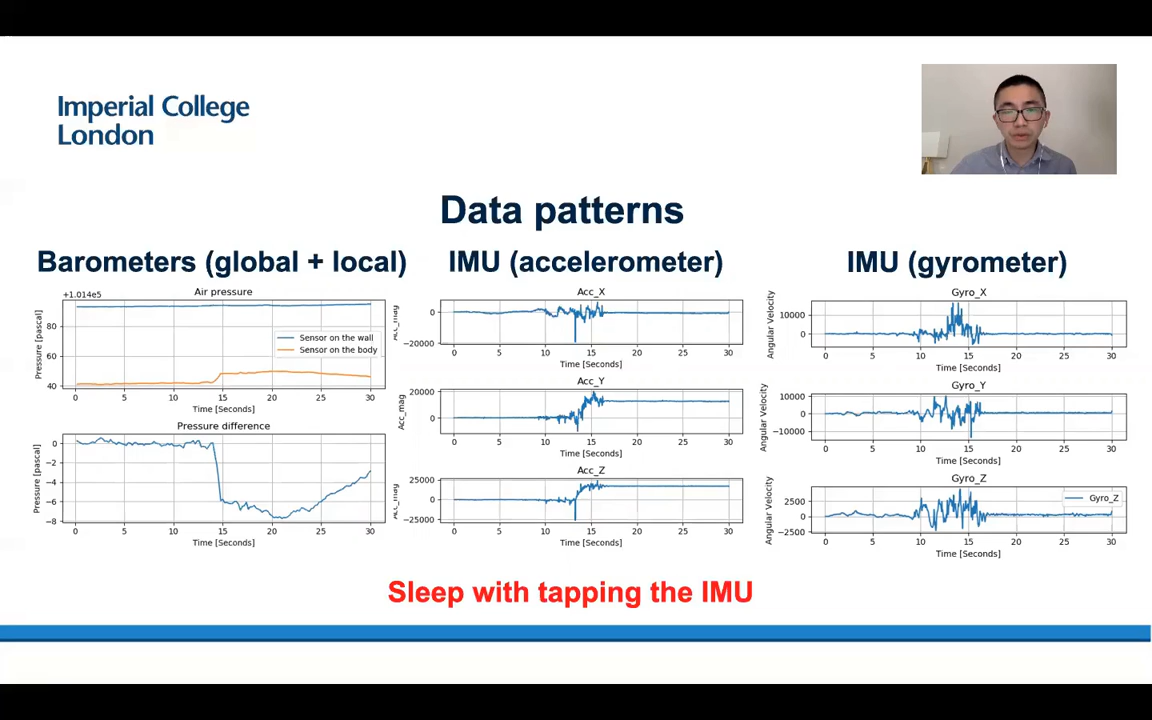 Imperial College
London
Data patterns
Barometers (global + local)
IMU (accelerometer)
IMU (gyrometer)
+1.014e5
Air pressure
Pressure [pascal]
80
60
40
Sensor on the wall
Sensor on the body
0 5 10 15 20 25 30
Time [Seconds]
Pressure difference
Pressure [pascal]
0
−2
−4
−6
−8
0 5 10 15 20 25 30
Time [Seconds]
Acc_X
0
−20000
0 5 10 15 20 25 30
Time [Seconds]
Acc_Y
Acc_mag
20000
0
0 5 10 15 20 25 30
Time [Seconds]
Acc_Z
25000
0
−25000
0 5 10 15 20 25 30
Time [Seconds]
Gyro_X
Angular Velocity
10000
0
0 5 10 15 20 25 30
Time [Seconds]
Gyro_Y
Angular Velocity
10000
0
−10000
0 5 10 15 20 25 30
Time [Seconds]
Gyro_Z
Angular Velocity
2500
0
−2500
Gyro_Z
0 5 10 15 20 25 30
Time [Seconds]
Sleep with tapping the IMU